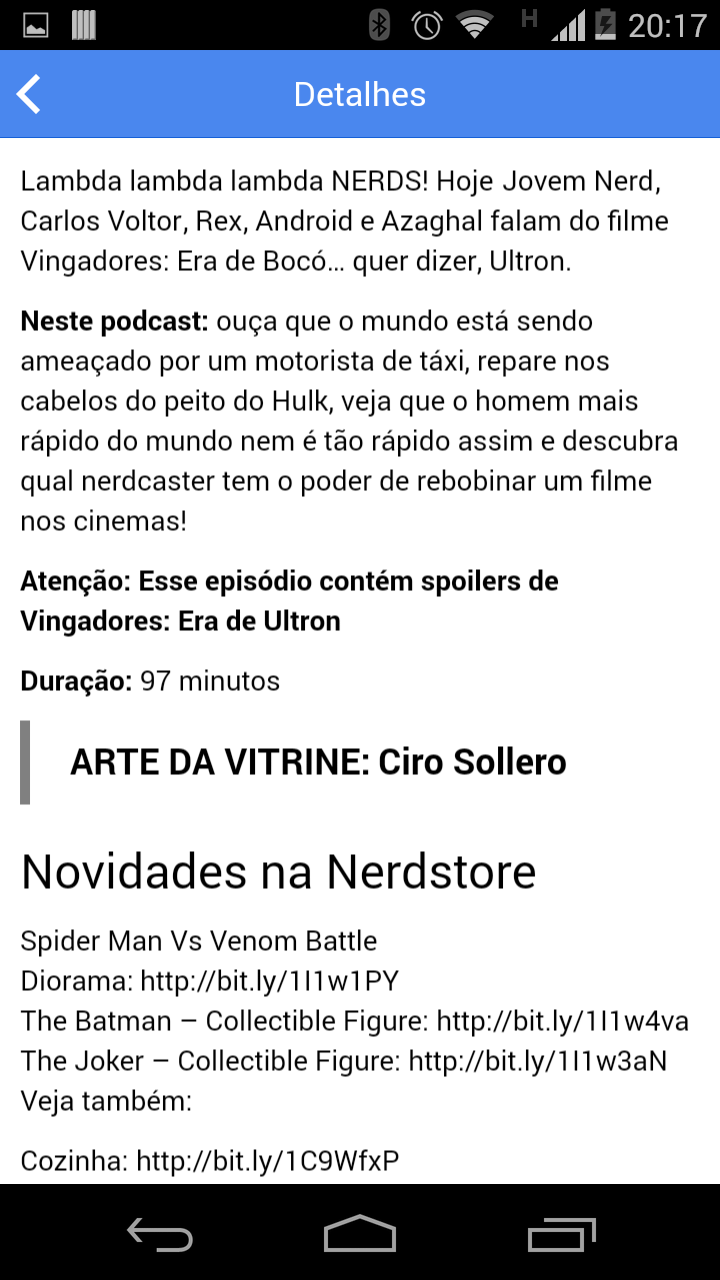 H 20:17
Detalhes
Lambda lambda lambda NERDS! Hoje Jovem Nerd,
Carlos Voltor, Rex, Android e Azaghal falam do filme
Vingadores: Era de Bocó... quer dizer, Ultron.
Neste podcast: ouça que o mundo está sendo
ameaçado por um motorista de táxi, repare nos
cabelos do peito do Hulk, veja que o homem mais
rápido do mundo nem é tão rápido assim e descubra
qual nerdcaster tem o poder de rebobinar um filme
nos cinemas!
Atenção: Esse episódio contém spoilers de
Vingadores: Era de Ultron
Duração: 97 minutos
ARTE DA VITRINE: Ciro Sollero
Novidades na Nerdstore
Spider Man Vs Venom Battle
Diorama: http://bit.ly/1I1w1PY
The Batman – Collectible Figure: http://bit.ly/1I1w4va
The Joker – Collectible Figure: http://bit.ly/1I1w3aN
Veja também:
Cozinha: http://bit.ly/1C9WfxP